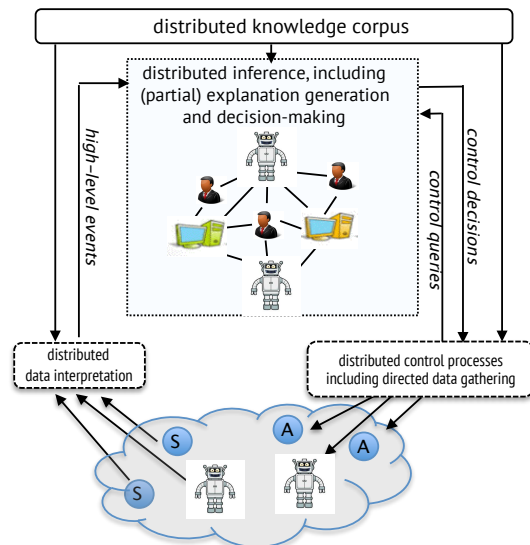 distributed knowledge corpus
distributed inference, including
(partial) explanation generation
and decision-making
high-level events
control queries
control decisions
distributed
data interpretation
distributed control processes
including directed data gathering
S
A
A
S